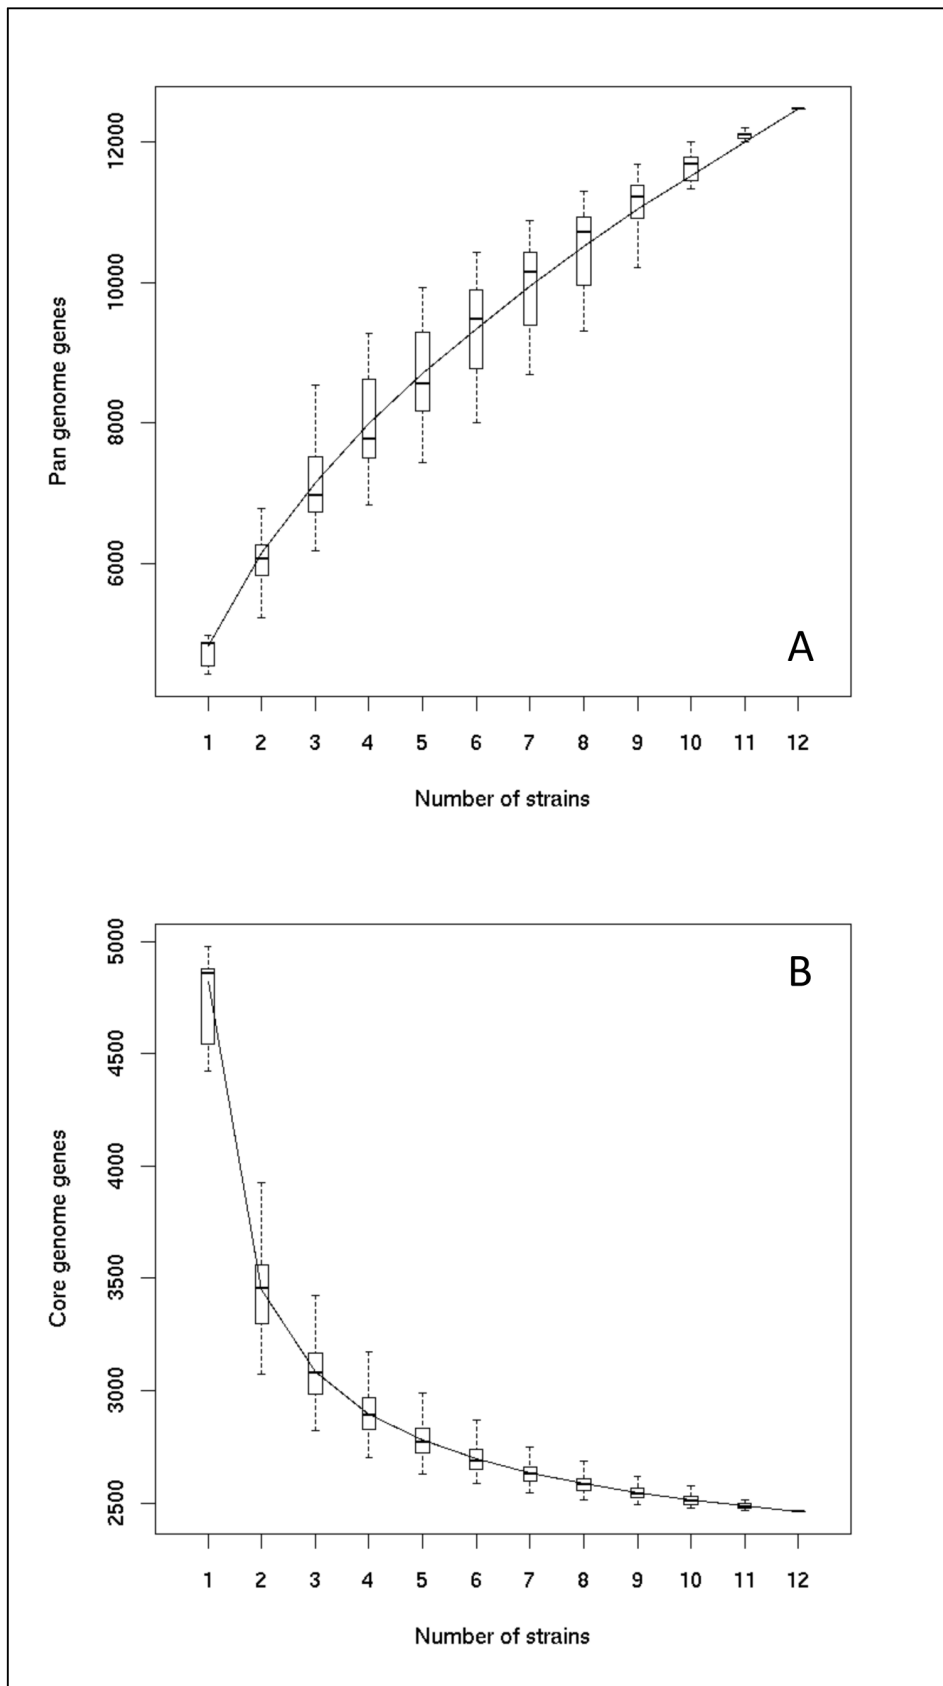 12000
10000
8000
6000
Pan genome genes
A
1 2 3 4 5 6 7 8 9 10 11 12
Number of strains
B
5000
4500
4000
3500
3000
2500
Core genome genes
1 2 3 4 5 6 7 8 9 10 11 12
Number of strains